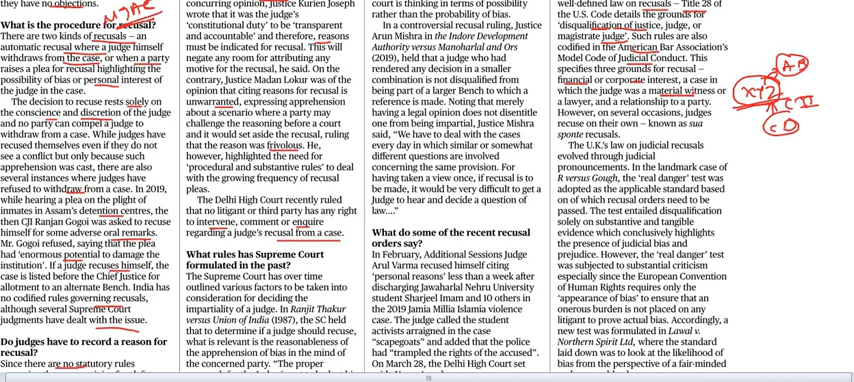 they have no objections.
MJAC
What is the procedure for recusal?
There are two kinds of recusals – an
automatic recusal where a judge himself
withdraws from the case, or when a party
raises a plea for recusal highlighting the
possibility of bias or personal interest of
the judge in the case.
The decision to recuse rests solely on
the conscience and discretion of the judge
and no party can compel a judge to
withdraw from a case. While judges have
recused themselves even if they do not
see a conflict but only because such
apprehension was cast, there are also
several instances where judges have
refused to withdraw from a case. In 2019,
while hearing a plea on the plight of
inmates in Assam's detention centres, the
then CJI Ranjan Gogoi was asked to recuse
himself for some adverse oral remarks.
Mr. Gogoi refused, saying that the plea
had 'enormous potential to damage the
institution'. If a judge recuses himself, the
case is listed before the Chief Justice for
allotment to an alternate Bench. India has
no codified rules governing recusals,
although several Supreme Court
judgments have dealt with the issue.
Do judges have to record a reason for
recusal?
Since there are no statutory rules
concurring opinion, Justice Kurien Joseph
wrote that it was the judge's
'constitutional duty' to be 'transparent
and accountable' and therefore, reasons
must be indicated for recusal. This will
negate any room for attributing any
motive for the recusal, he said. On the
contrary, Justice Madan Lokur was of the
opinion that citing reasons for recusal is
unwarranted, expressing apprehension
about a scenario where a party may
challenge the reasoning before a court
and it would set aside the recusal, ruling
that the reason was frivolous. He,
however, highlighted the need for
'procedural and substantive rules' to deal
with the growing frequency of recusal
pleas.
The Delhi High Court recently ruled
that no litigant or third party has any right
to intervene, comment or enquire
regarding a judge's recusal from a case.
What rules has Supreme Court
formulated in the past?
The Supreme Court has over time
outlined various factors to be taken into
consideration for deciding the
impartiality of a judge. In Ranjit Thakur
versus Union of India (1987), the SC held
that to determine if a judge should recuse,
what is relevant is the reasonableness of
the apprehension of bias in the mind of
the concerned party. "The proper
court is thinking in terms of possibility
rather than the probability of bias.
In a controversial recusal ruling, Justice
Arun Mishra in the Indore Development
Authority versus Manoharlal and Ors
(2019), held that a judge who had
rendered any decision in a smaller
combination is not disqualified from
being part of a larger Bench to which a
reference is made. Noting that merely
having a legal opinion does not disentitle
one from being impartial, Justice Mishra
said, "We have to deal with the cases
every day in which similar or somewhat
different questions are involved
concerning the same provision. For
having taken a view once, if recusal is to
be made, it would be very difficult to get a
Judge to hear and decide a question of
law...."
What do some of the recent recusal
orders say?
In February, Additional Sessions Judge
Arul Varma recused himself citing
'personal reasons' less than a week after
discharging Jawaharlal Nehru University
student Sharjeel Imam and 10 others in
the 2019 Jamia Millia Islamia violence
case. The judge called the student
activists arraigned in the case
"scapegoats" and added that the police
had "trampled the rights of the accused".
On March 28, the Delhi High Court set
well-defined law on recusals – Title 28 of
the U.S. Code details the grounds for
'disqualification of justice, judge, or
magistrate judge'. Such rules are also
codified in the American Bar Association's
Model Code of Judicial Conduct. This
specifies three grounds for recusal –
financial or corporate interest, a case in
which the judge was a material witness or
a lawyer, and a relationship to a party.
However, on several occasions, judges
recuse on their own – known as sua
sponte recusals.
The U.K.'s law on judicial recusals
evolved through judicial
pronouncements. In the landmark case of
R versus Gough, the 'real danger' test was
adopted as the applicable standard based
on of which recusal orders need to be
passed. The test entailed disqualification
solely on substantive and tangible
evidence which conclusively highlights
the presence of judicial bias and
prejudice. However, the 'real danger' test
was subjected to substantial criticism
especially since the European Convention
of Human Rights requires only the
'appearance of bias' to ensure that an
onerous burden is not placed on any
litigant to prove actual bias. Accordingly, a
new test was formulated in Lawal v.
Northern Spirit Ltd, where the standard
laid down was to look at the likelihood of
bias from the perspective of a fair-minded
AB
X+Y
CJI
CD